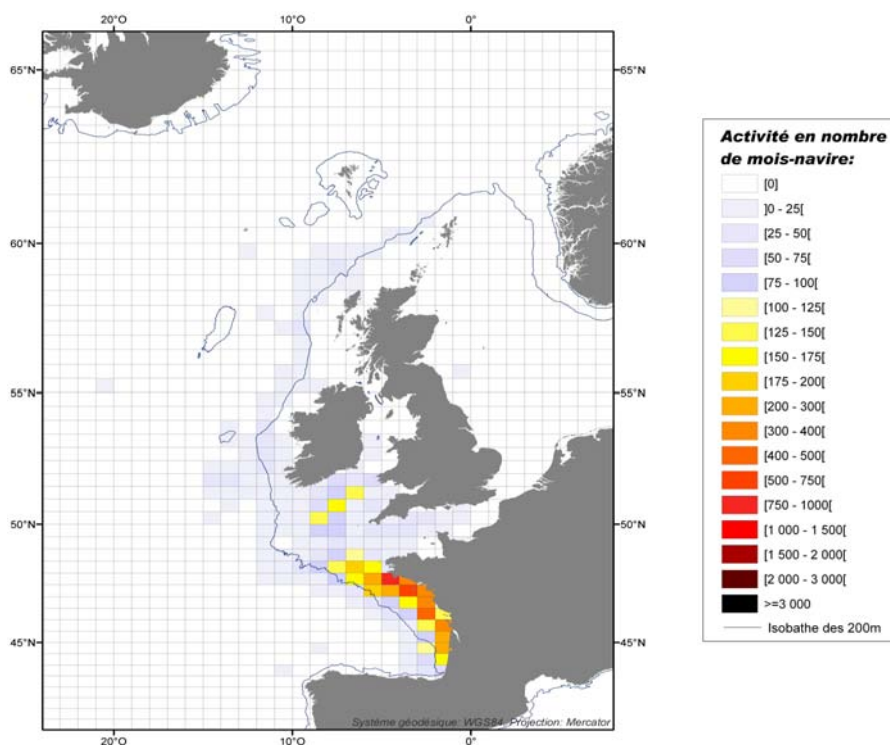 20°O 10°O 0°
65°N 65°N
60°N 60°N
55°N 55°N
50°N 50°N
45°N 45°N
Système géodésique: WGS84, Projection: Mercator
20°O 10°O 0°
Activité en nombre
de mois-navire:
[0]
]0 - 25[
[25 - 50[
[50 - 75[
[75 - 100[
[100 - 125[
[125 - 150[
[150 - 175[
[175 - 200[
[200 - 300[
[300 - 400[
[400 - 500[
[500 - 750[
[750 - 1000[
[1 000 - 1 500[
[1 500 - 2 000[
[2 000 - 3 000[
>=3 000
Isobathe des 200m